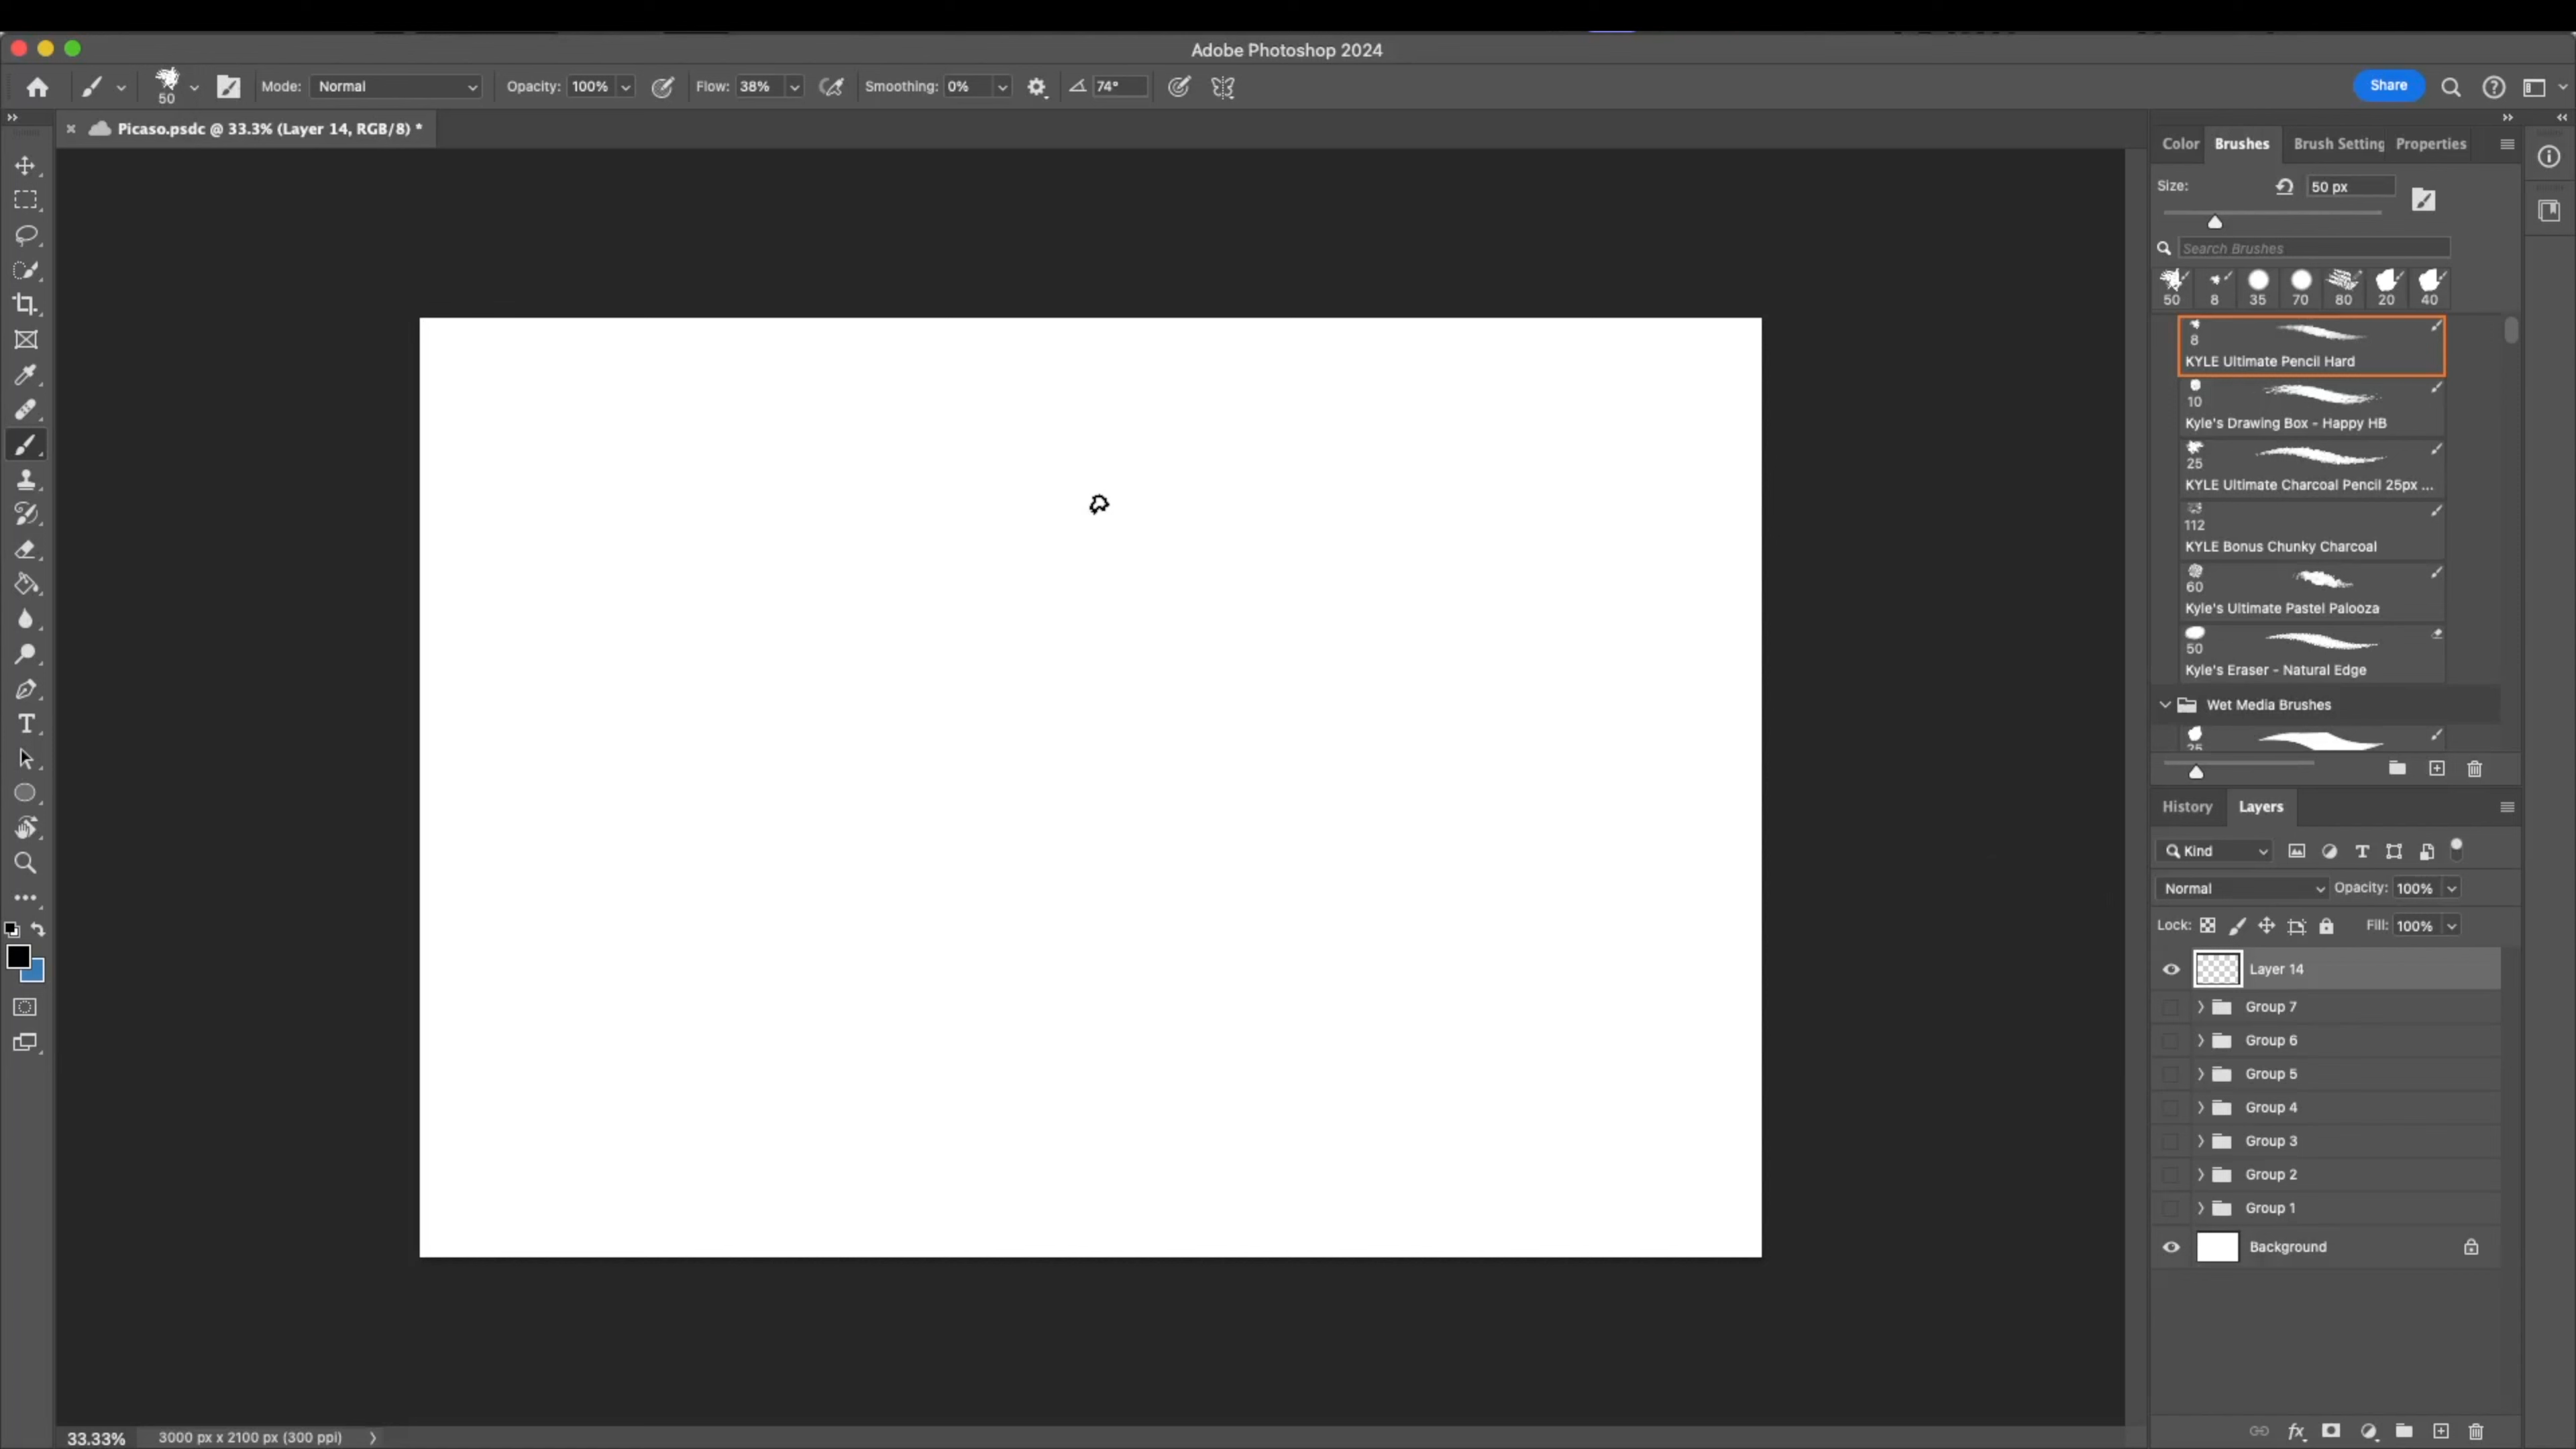 Adobe Photoshop 2024
50 Mode: Normal Opacity: 100% Flow: 38% Smoothing: 0% 74° Share
Picaso.psdc @ 33.3% (Layer 14, RGB/8) *
Color Brushes Brush Setting Properties
Size: 50 px
Search Brushes
50 8 35 70 80 20 40
8
KYLE Ultimate Pencil Hard
10
Kyle's Drawing Box - Happy HB
25
KYLE Ultimate Charcoal Pencil 25px ...
112
KYLE Bonus Chunky Charcoal
60
Kyle's Ultimate Pastel Palooza
50
Kyle's Eraser - Natural Edge
Wet Media Brushes
25
History Layers
Kind
Normal Opacity: 100%
Lock: Fill: 100%
Layer 14
Group 7
Group 6
Group 5
Group 4
Group 3
Group 2
Group 1
Background
fx
33.33% 3000 px x 2100 px (300 ppi)